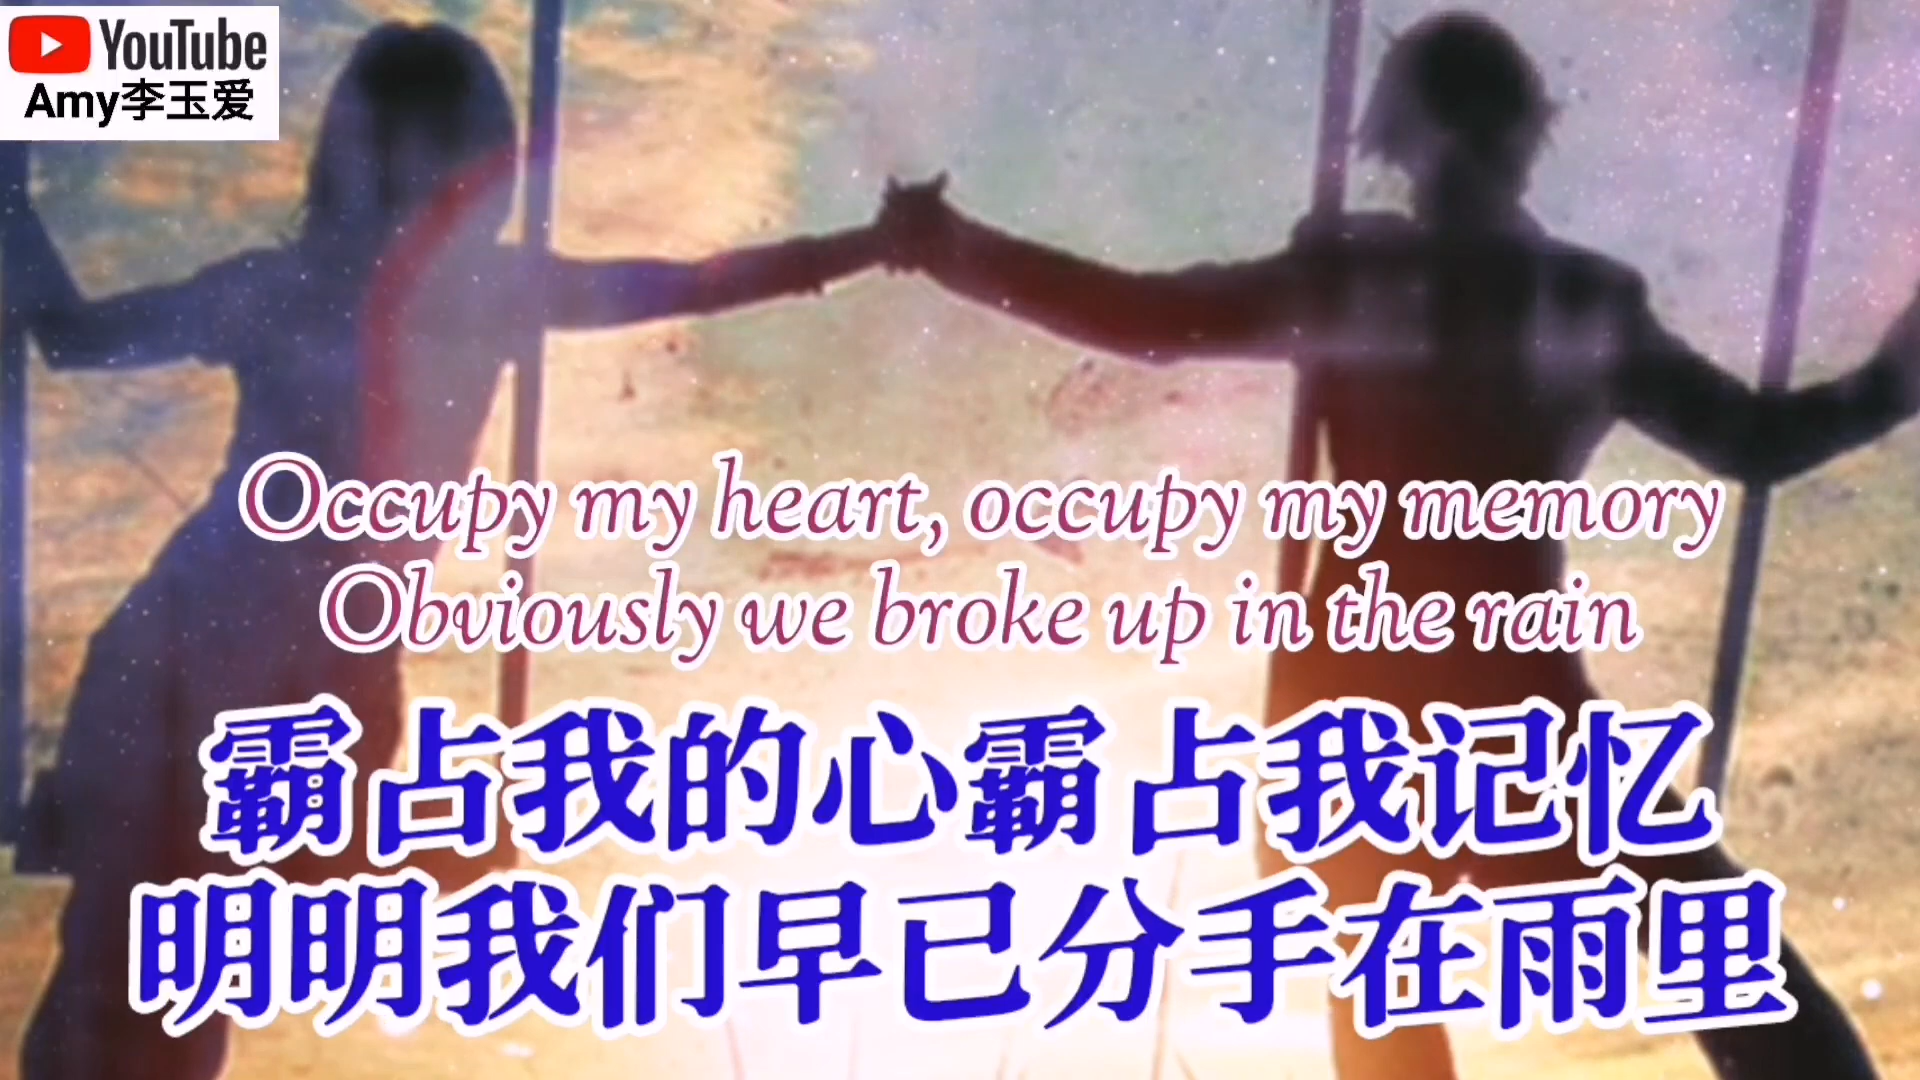 YouTube
Amy李玉爱
Occupy my heart, occupy my memory
Obviously we broke up in the rain
霸占我的心霸占我记忆
明明我们早已分手在雨里